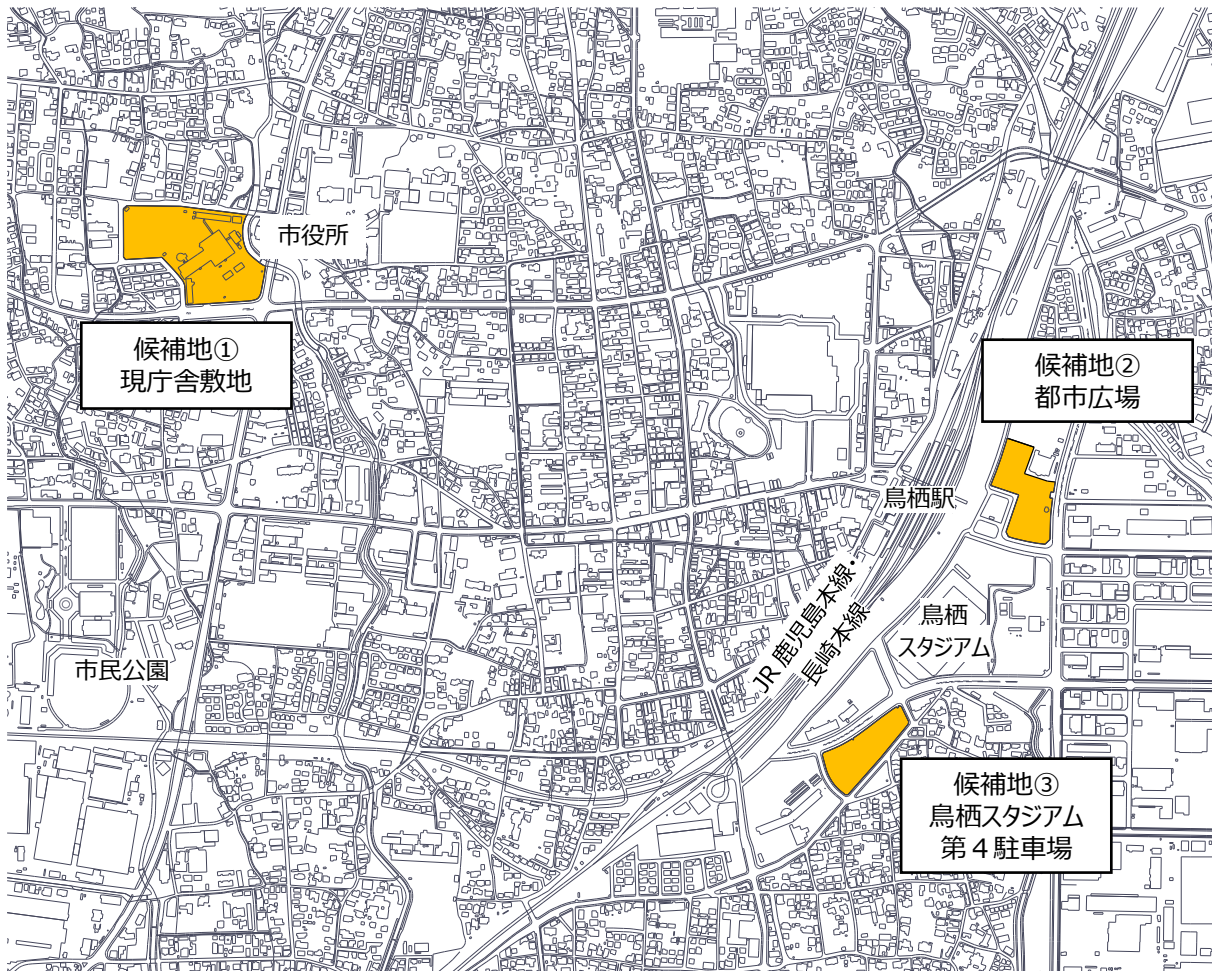 市役所
候補地①
現庁舎敷地
候補地②
都市広場
鳥栖駅
JR 鹿児島本線・
長崎本線
鳥栖
スタジアム
市民公園
候補地③
鳥栖スタジアム
第４駐車場